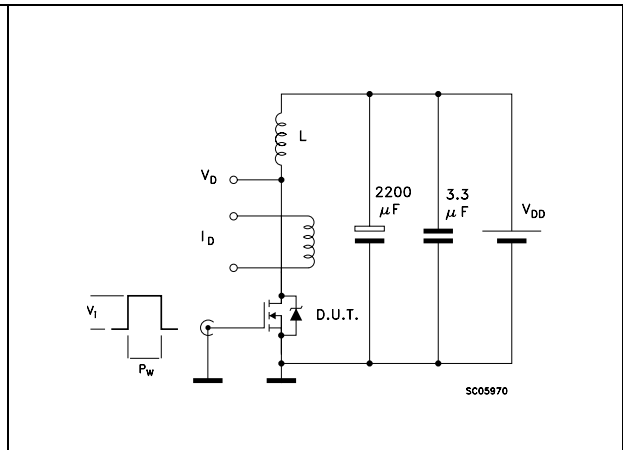 L
V_D
2200 µF
3.3 µF
V_DD
I_D
D.U.T.
V_i
P_W
SC05970